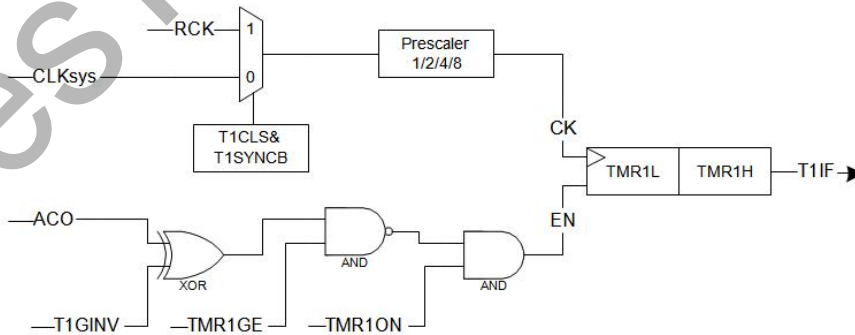 RCK
1
Prescaler
1/2/4/8
CLKsys
0
T1CLS&
T1SYNCB
CK
TMR1L
TMR1H
T1IF
ACO
EN
AND
XOR
AND
T1GINV
TMR1GE
TMR1ON